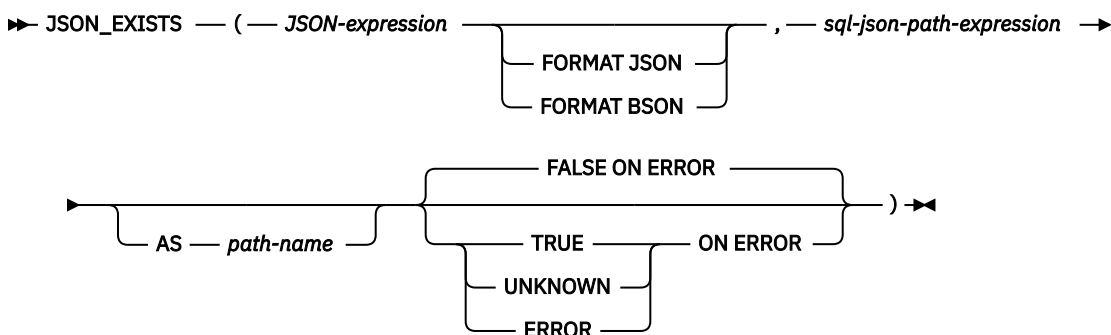 JSON_EXISTS ( JSON-expression , sql-json-path-expression
FORMAT JSON
FORMAT BSON
FALSE ON ERROR
)
AS path-name TRUE ON ERROR
UNKNOWN
ERROR